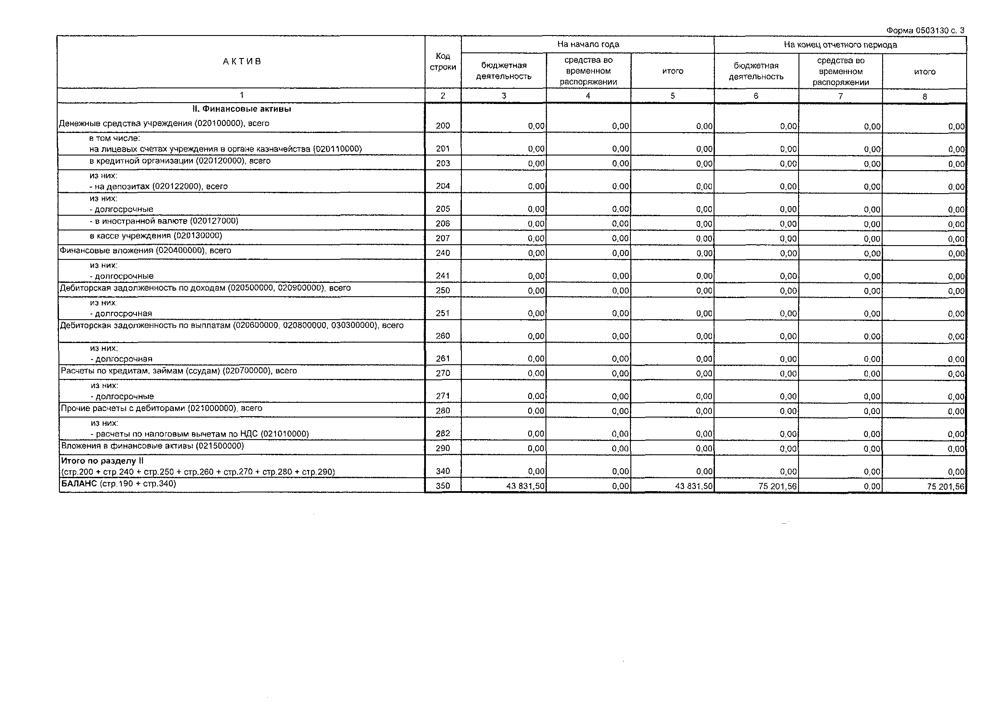 Форма 0503130 с. 3
А К Т И В
Код строки
На начало года
На конец отчетного периода
бюджетная деятельность
средства во временном распоряжении
итого
бюджетная деятельность
средства во временном распоряжении
итого
1 2 3 4 5 6 7 8
II. Финансовые активы
Денежные средства учреждения (020100000), всего 200 0,00 0,00 0,00 0,00 0,00 0,00
в том числе:
на лицевых счетах учреждения в органе казначейства (020110000) 201 0,00 0,00 0,00 0,00 0,00 0,00
в кредитной организации (020120000), всего 203 0,00 0,00 0,00 0,00 0,00 0,00
из них:
- на депозитах (020122000), всего 204 0,00 0,00 0,00 0,00 0,00 0,00
из них:
- долгосрочные 205 0,00 0,00 0,00 0,00 0,00 0,00
- в иностранной валюте (020127000) 206 0,00 0,00 0,00 0,00 0,00 0,00
в кассе учреждения (020130000) 207 0,00 0,00 0,00 0,00 0,00 0,00
Финансовые вложения (020400000), всего 240 0,00 0,00 0,00 0,00 0,00 0,00
из них:
- долгосрочные 241 0,00 0,00 0,00 0,00 0,00 0,00
Дебиторская задолженность по доходам (020500000, 020900000), всего 250 0,00 0,00 0,00 0,00 0,00 0,00
из них:
- долгосрочная 251 0,00 0,00 0,00 0,00 0,00 0,00
Дебиторская задолженность по выплатам (020600000, 020800000, 030300000), всего
260 0,00 0,00 0,00 0,00 0,00 0,00
из них:
- долгосрочная 261 0,00 0,00 0,00 0,00 0,00 0,00
Расчеты по кредитам, займам (ссудам) (020700000), всего 270 0,00 0,00 0,00 0,00 0,00 0,00
из них:
- долгосрочные 271 0,00 0,00 0,00 0,00 0,00 0,00
Прочие расчеты с дебиторами (021000000), всего 280 0,00 0,00 0,00 0,00 0,00 0,00
из них:
- расчеты по налоговым вычетам по НДС (021010000) 282 0,00 0,00 0,00 0,00 0,00 0,00
Вложения в финансовые активы (021500000) 290 0,00 0,00 0,00 0,00 0,00 0,00
Итого по разделу II
(стр.200 + стр.240 + стр.250 + стр.260 + стр.270 + стр.280 + стр.290) 340 0,00 0,00 0,00 0,00 0,00 0,00
БАЛАНС (стр.190 + стр.340) 350 43 831,50 0,00 43 831,50 75 201,56 0,00 75 201,56